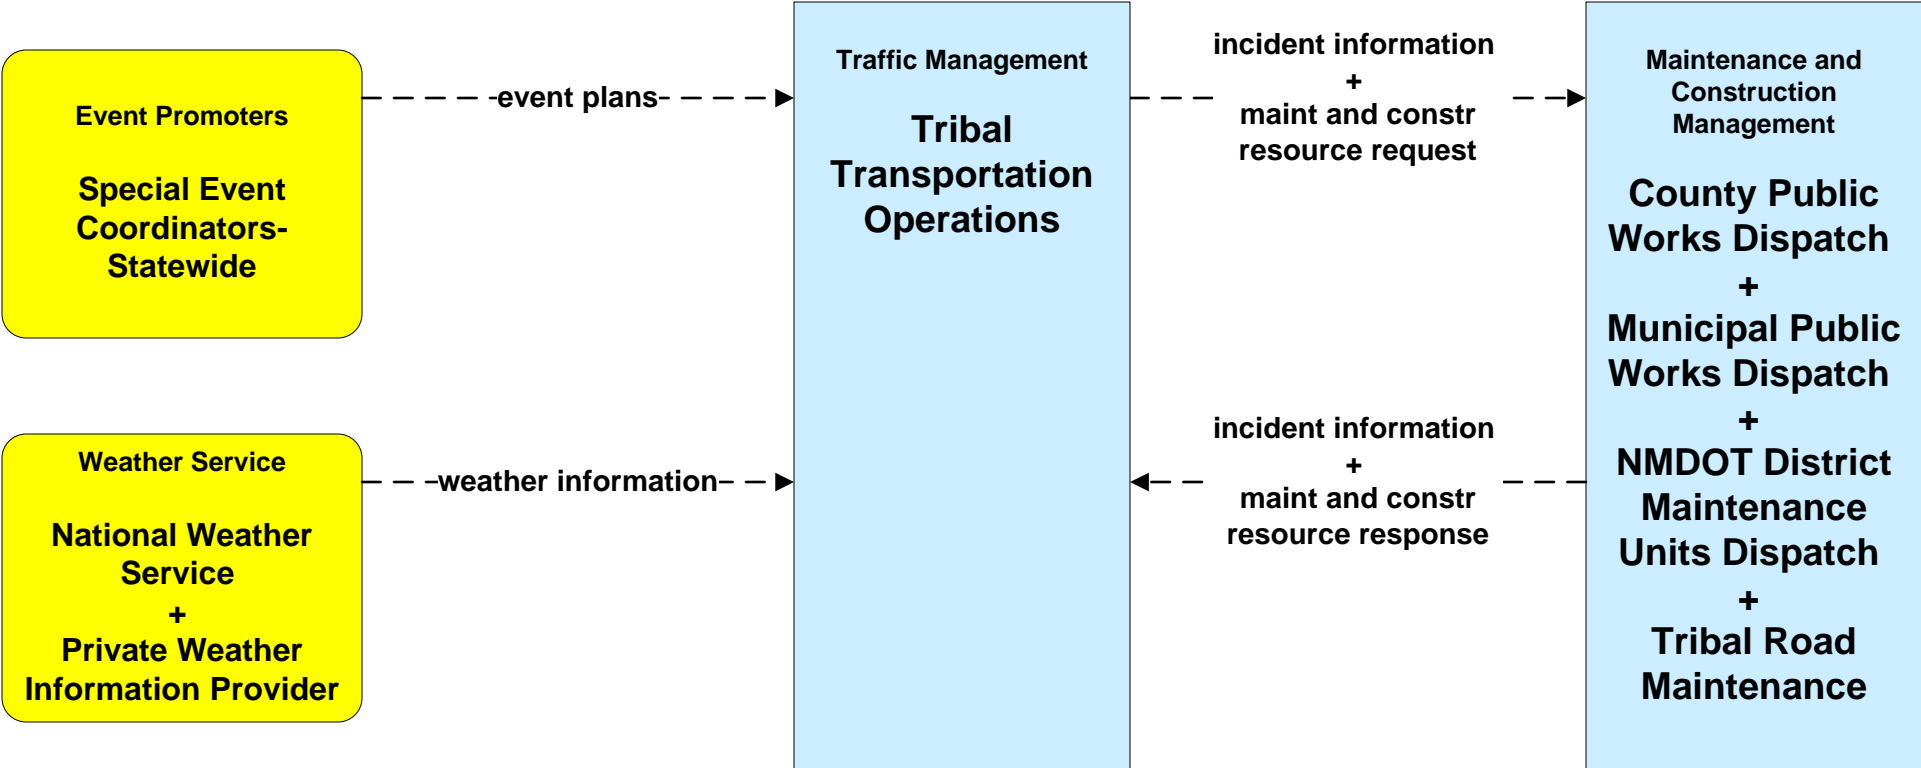 Event Promoters
Special Event
Coordinators-
Statewide
event plans
Weather Service
National Weather
Service
+
Private Weather
Information Provider
weather information
Traffic Management
Tribal
Transportation
Operations
incident information
+
maint and constr
resource request
incident information
+
maint and constr
resource response
Maintenance and
Construction
Management
County Public
Works Dispatch
+
Municipal Public
Works Dispatch
+
NMDOT District
Maintenance
Units Dispatch
+
Tribal Road
Maintenance